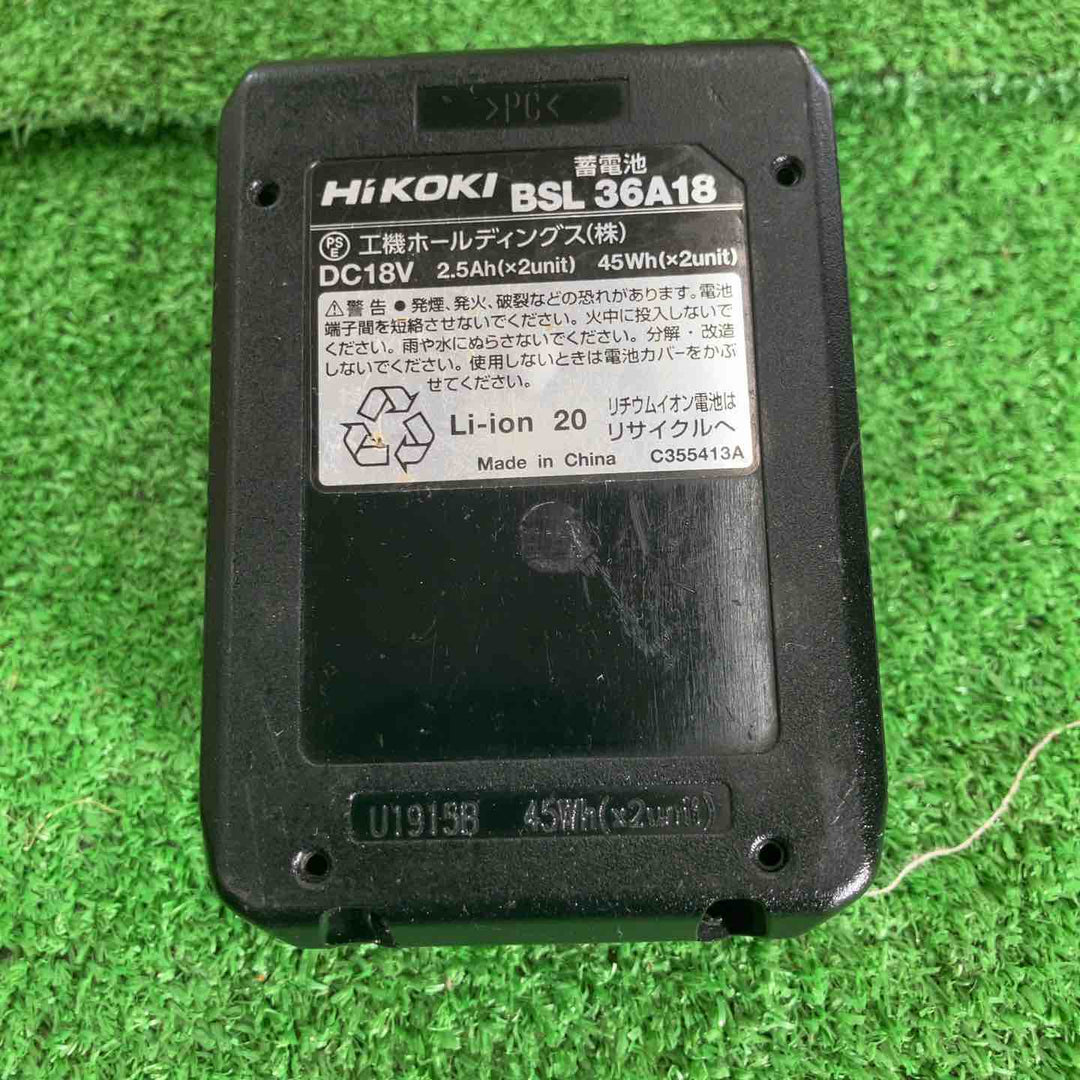 >PC<
蓄電池
HiKOKI BSL 36A18
PSE 工機ホールディングス(株)
DC18V 2.5Ah(×2unit) 45Wh(×2unit)
⚠警告 ● 発煙、発火、破裂などの恐れがあります。電池
端子間を短絡させないでください。火中に投入しないで
ください。雨や水にぬらさないでください。分解・改造
しないでください。使用しないときは電池カバーをかぶ
せてください。
Li-ion 20 リチウムイオン電池は
リサイクルへ
Made in China C355413A
U1915B 45Wh(×2unit)